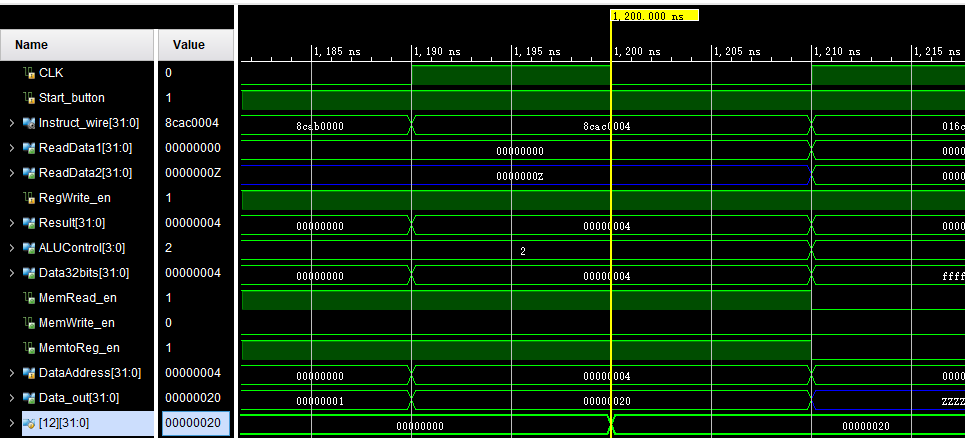 1,200.000 ns
Name Value
1,185 ns 1,190 ns 1,195 ns 1,200 ns 1,205 ns 1,210 ns 1,215 ns
CLK 0
Start_button 1
Instruct_wire[31:0] 8cac0004 8cab0000 8cac0004 016c
ReadData1[31:0] 00000000 00000000 0000
ReadData2[31:0] 0000000Z 0000000Z 0000
RegWrite_en 1
Result[31:0] 00000004 00000000 00000004 0000
ALUControl[3:0] 2 2
Data32bits[31:0] 00000004 00000000 00000004 ffff
MemRead_en 1
MemWrite_en 0
MemtoReg_en 1
DataAddress[31:0] 00000004 00000000 00000004 0000
Data_out[31:0] 00000020 00000001 00000020 ZZZZ
[12][31:0] 00000020 00000000 00000020